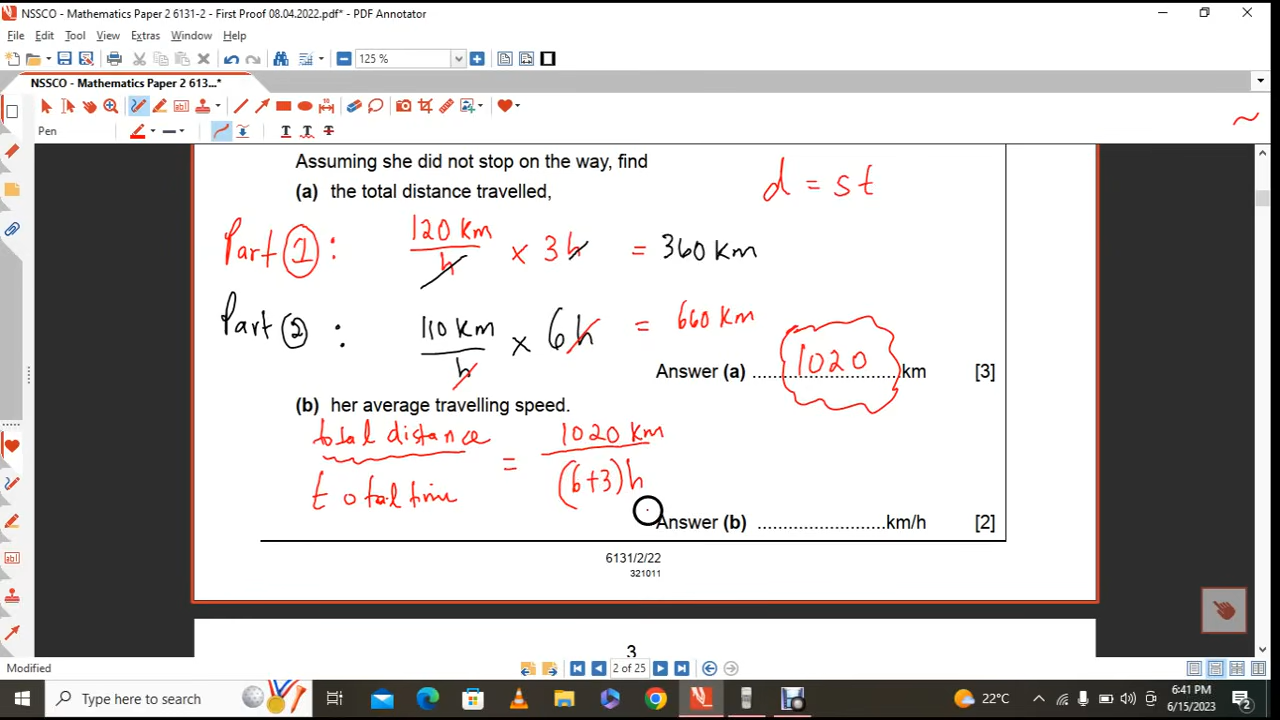 NSSCO - Mathematics Paper 2 6131-2 - First Proof 08.04.2022.pdf* - PDF Annotator
File Edit Tool View Extras Window Help
125 %
NSSCO - Mathematics Paper 2 613...*
Pen
Assuming she did not stop on the way, find
d = st
(a) the total distance travelled,
Part ① : 120 km / h × 3 h = 360 km
Part ② : 110 km / h × 6 h = 660 km
Answer (a) 1020 km [3]
(b) her average travelling speed.
total distance / total time = 1020 km / (6+3) h
Answer (b) ........................km/h [2]
6131/2/22
321011
3
Modified
2 of 25
Type here to search
22°C
6:41 PM
6/15/2023
2